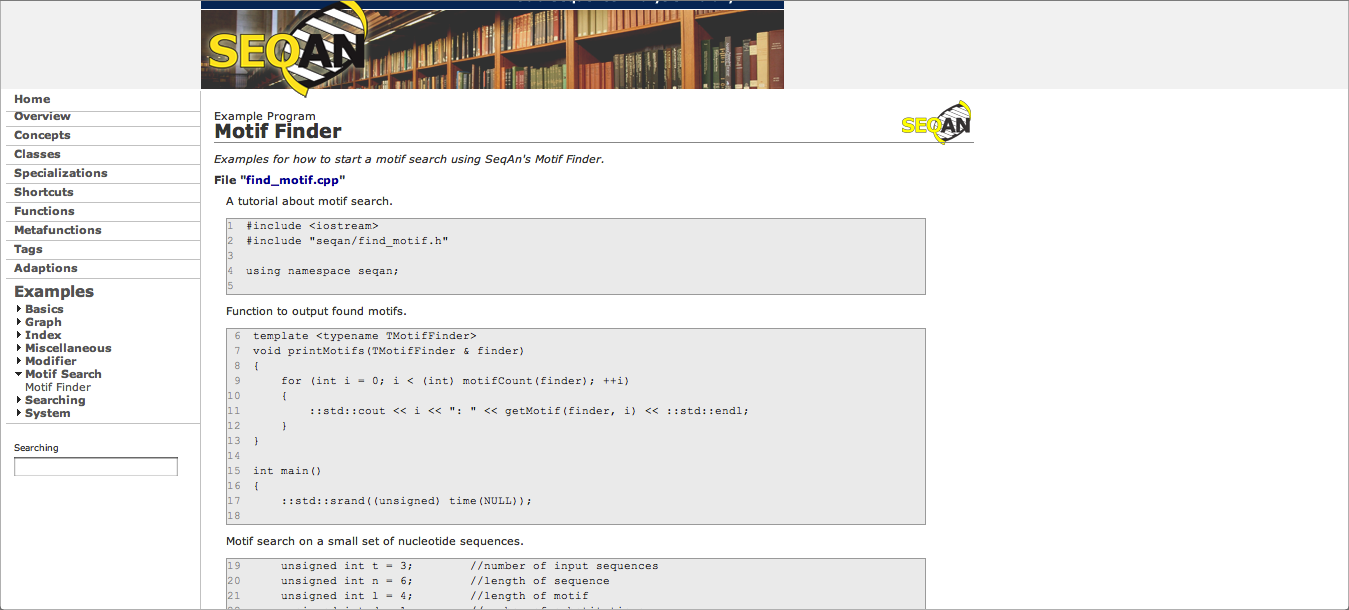 SEQAN
Home
Overview
Concepts
Classes
Specializations
Shortcuts
Functions
Metafunctions
Tags
Adaptions
Examples
Basics
Graph
Index
Miscellaneous
Modifier
Motif Search
Motif Finder
Searching
System
Searching
Example Program
Motif Finder
SEQAN
Examples for how to start a motif search using SeqAn's Motif Finder.
File "find_motif.cpp"
A tutorial about motif search.
1 #include <iostream>
2 #include "seqan/find_motif.h"
3
4 using namespace seqan;
5
Function to output found motifs.
6 template <typename TMotifFinder>
7 void printMotifs(TMotifFinder & finder)
8 {
9     for (int i = 0; i < (int) motifCount(finder); ++i)
10     {
11         ::std::cout << i << ": " << getMotif(finder, i) << ::std::endl;
12     }
13 }
14
15 int main()
16 {
17     ::std::srand((unsigned) time(NULL));
18
Motif search on a small set of nucleotide sequences.
19     unsigned int t = 3;        //number of input sequences
20     unsigned int n = 6;        //length of sequence
21     unsigned int l = 4;        //length of motif